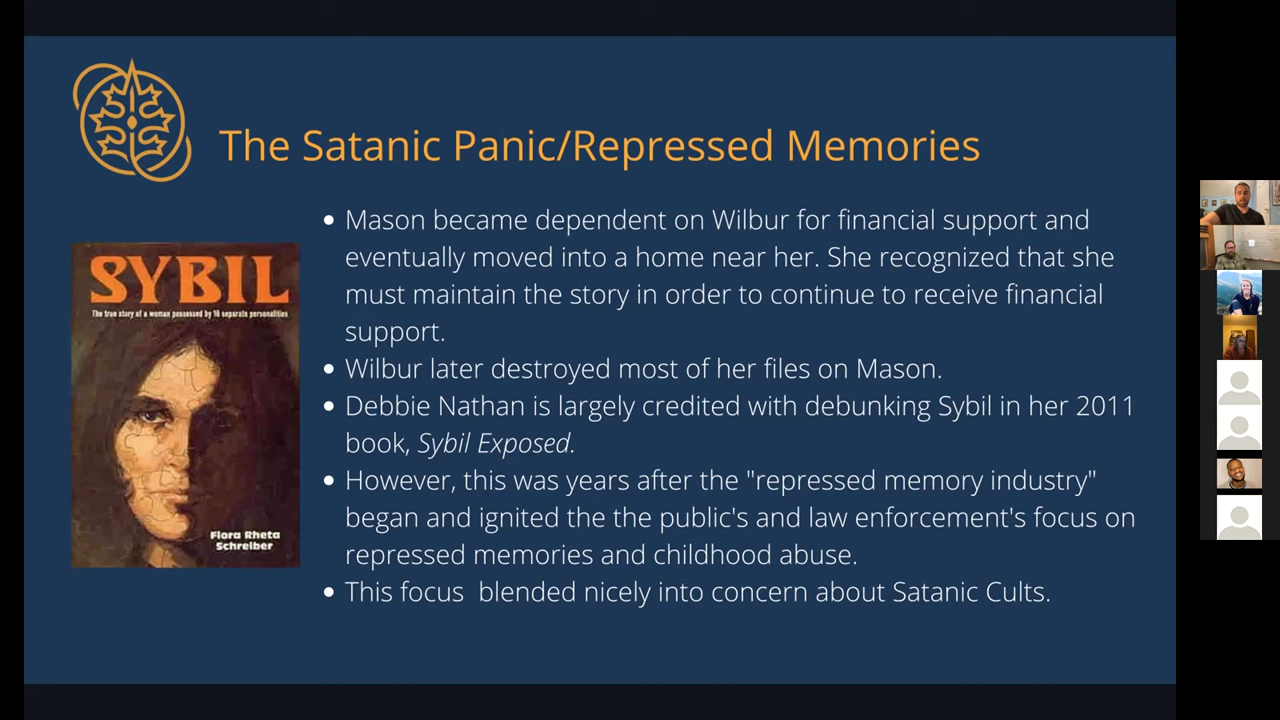 The Satanic Panic/Repressed Memories
SYBIL
The true story of a woman possessed by 16 separate personalities
Flora Rheta
Schreiber
• Mason became dependent on Wilbur for financial support and
eventually moved into a home near her. She recognized that she
must maintain the story in order to continue to receive financial
support.
• Wilbur later destroyed most of her files on Mason.
• Debbie Nathan is largely credited with debunking Sybil in her 2011
book, Sybil Exposed.
• However, this was years after the "repressed memory industry"
began and ignited the the public's and law enforcement's focus on
repressed memories and childhood abuse.
• This focus  blended nicely into concern about Satanic Cults.